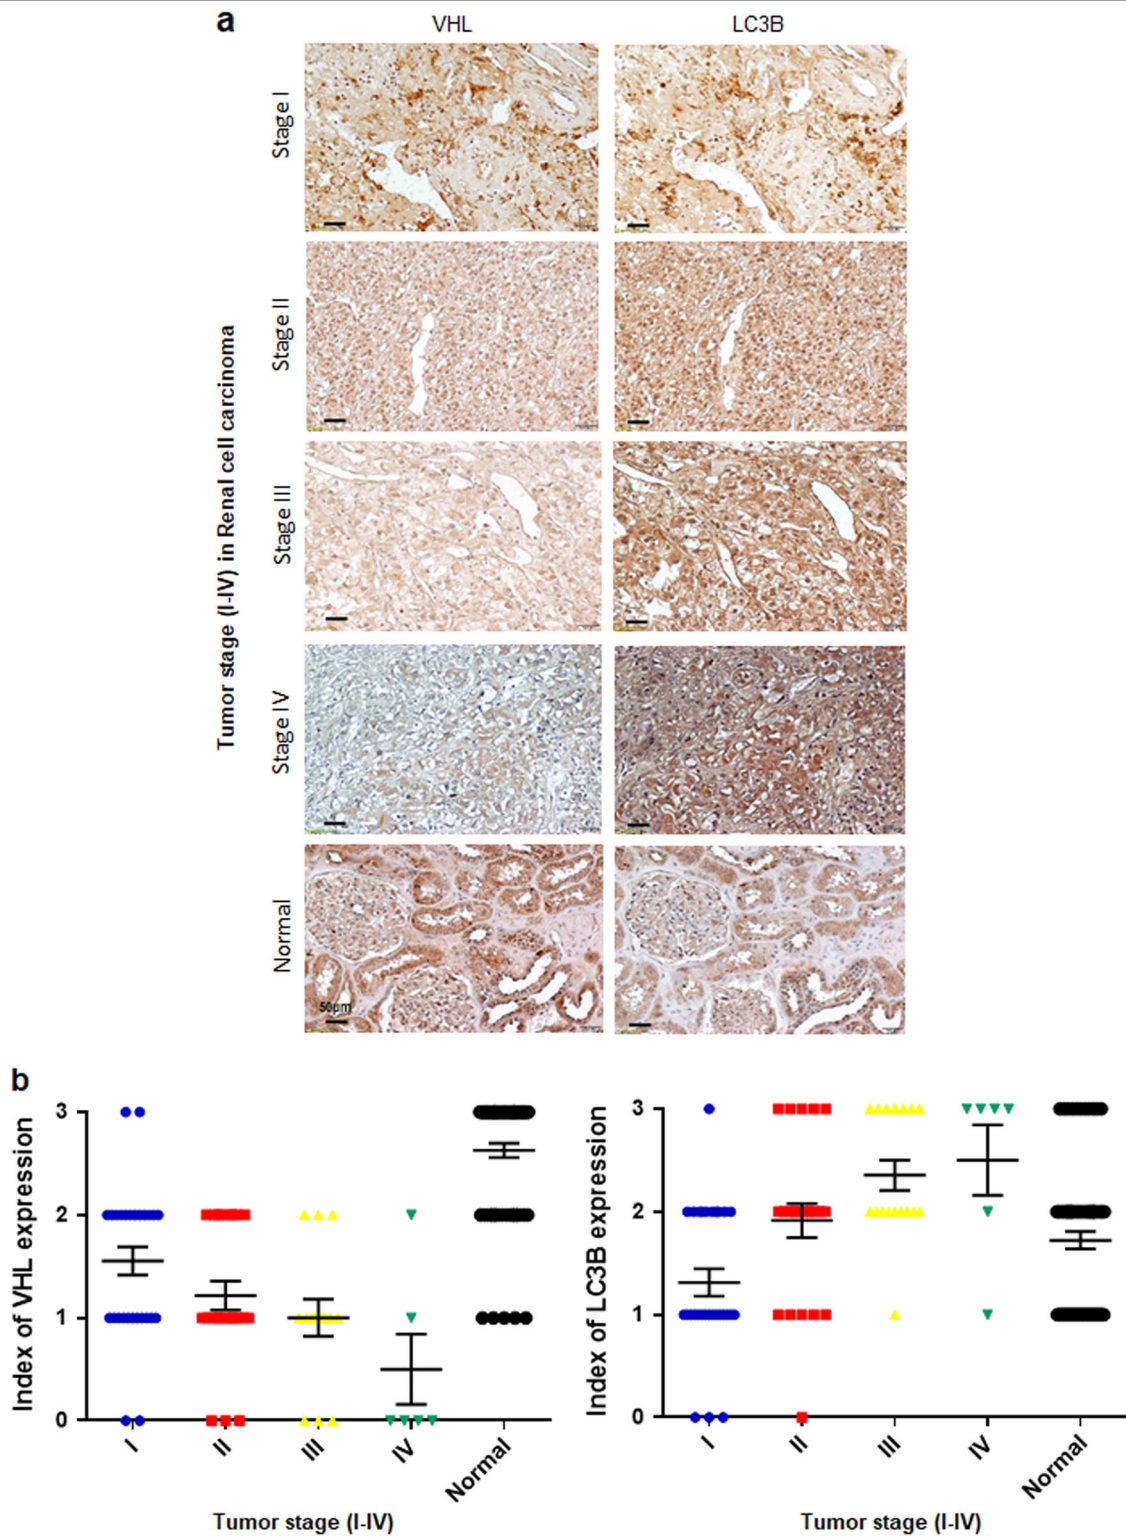 a
VHL
LC3B
Tumor stage (I-IV) in Renal cell carcinoma
Stage I
Stage II
Stage III
Stage IV
Normal
50μm
b
Index of VHL expression
3
2
1
0
I
II
III
IV
Normal
Tumor stage (I-IV)
Index of LC3B expression
3
2
1
0
I
II
III
IV
Normal
Tumor stage (I-IV)